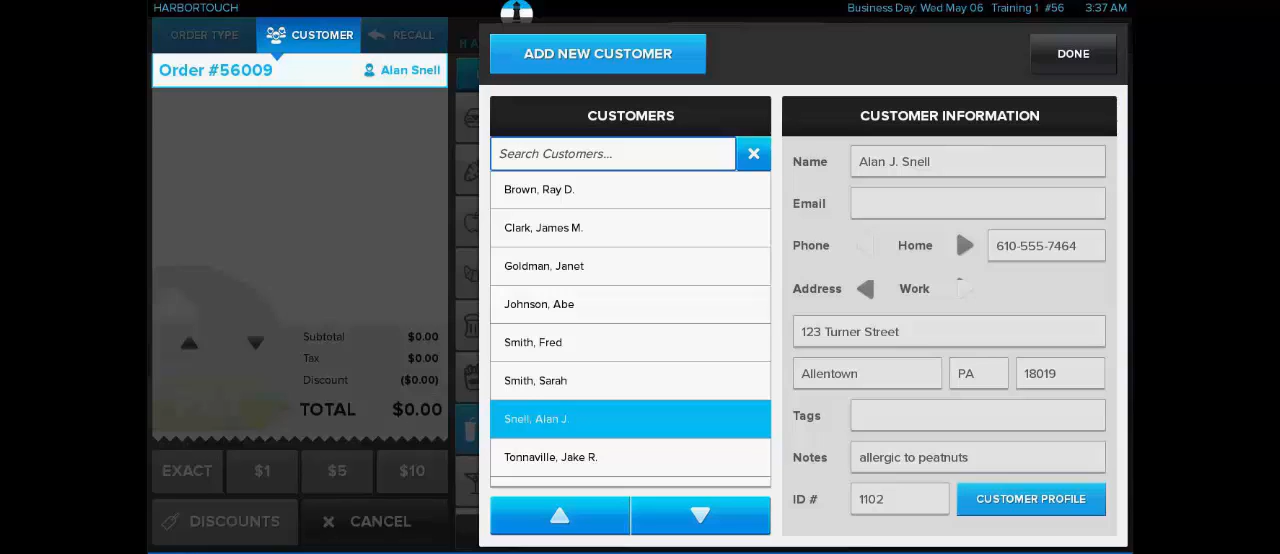 HARBORTOUCH
Business Day: Wed May 06 Training 1 #56 3:37 AM
ORDER TYPE CUSTOMER RECALL
Order #56009 Alan Snell
Subtotal $0.00
Tax $0.00
Discount ($0.00)
TOTAL $0.00
EXACT $1 $5 $10
DISCOUNTS CANCEL
ADD NEW CUSTOMER DONE
CUSTOMERS
Search Customers...
Brown, Ray D.
Clark, James M.
Goldman, Janet
Johnson, Abe
Smith, Fred
Smith, Sarah
Snell, Alan J.
Tonnaville, Jake R.
CUSTOMER INFORMATION
Name Alan J. Snell
Email
Phone Home 610-555-7464
Address Work
123 Turner Street
Allentown PA 18019
Tags
Notes allergic to peatnuts
ID # 1102 CUSTOMER PROFILE